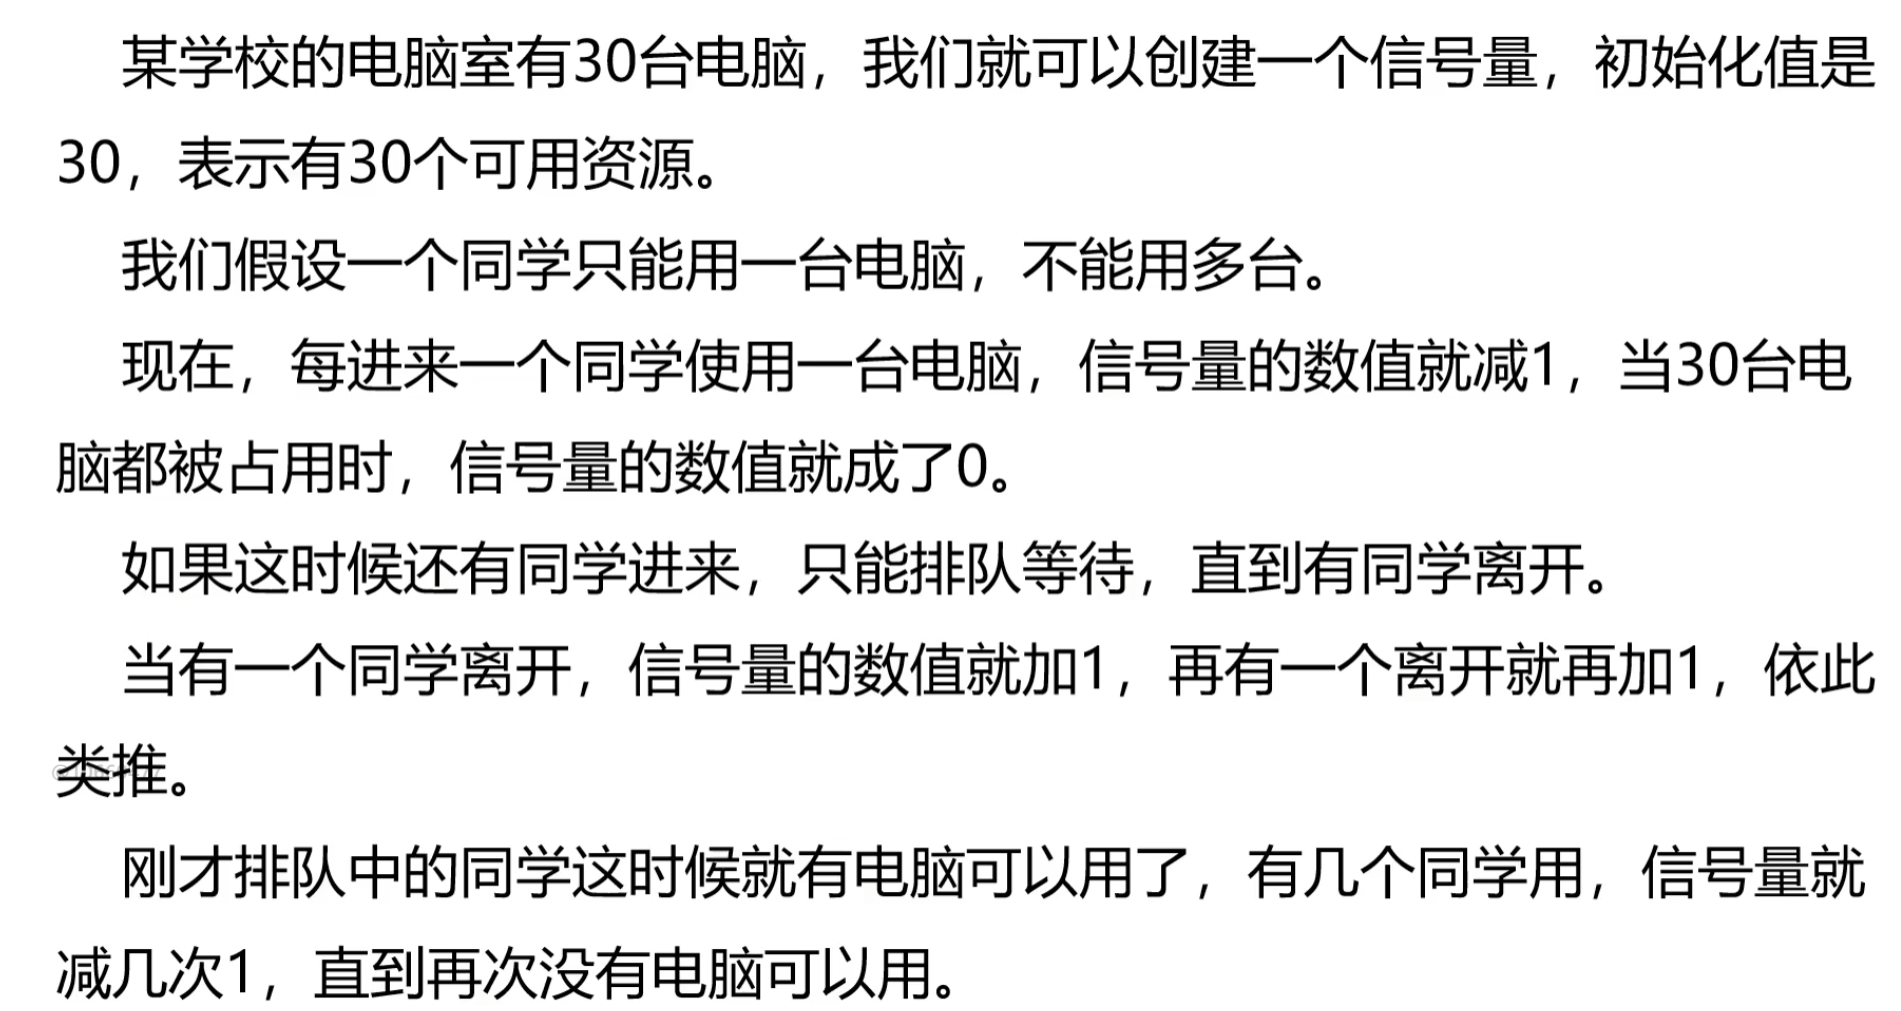 某学校的电脑室有30台电脑，我们就可以创建一个信号量，初始化值是
30，表示有30个可用资源。
我们假设一个同学只能用一台电脑，不能用多台。
现在，每进来一个同学使用一台电脑，信号量的数值就减1，当30台电
脑都被占用时，信号量的数值就成了0。
如果这时候还有同学进来，只能排队等待，直到有同学离开。
当有一个同学离开，信号量的数值就加1，再有一个离开就再加1，依此
类推。
刚才排队中的同学这时候就有电脑可以用了，有几个同学用，信号量就
减几次1，直到再次没有电脑可以用。